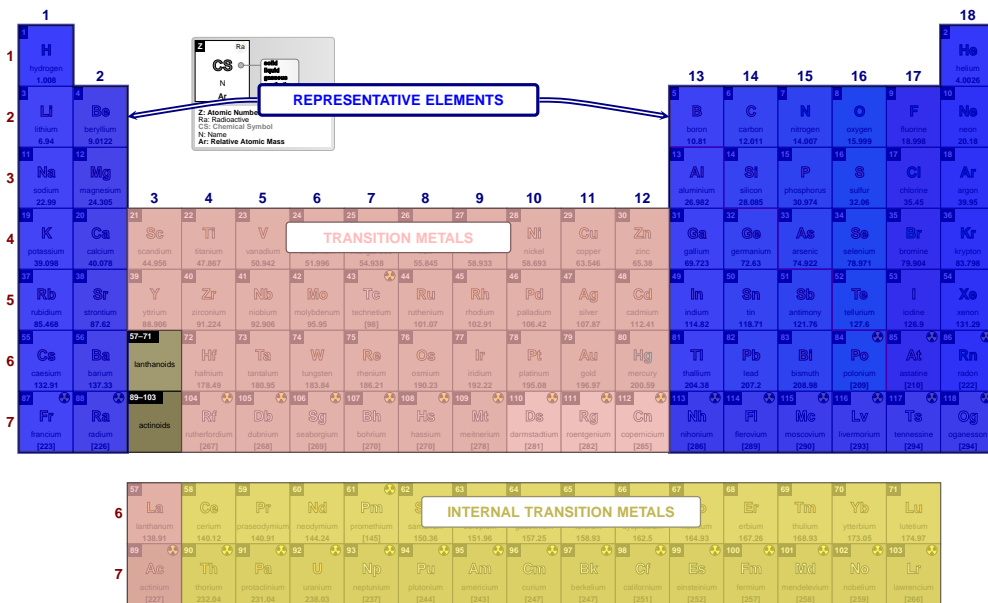 1 18
1 H hydrogen 1.008 He helium 4.0026
Z Ra
CS solid
liquid
N
Ar
Z: Atomic Numbe
Ra: Radioactive
CS: Chemical Symbol
N: Name
Ar: Relative Atomic Mass
REPRESENTATIVE ELEMENTS
2 13 14 15 16 17
2 3 Li lithium 6.94 4 Be beryllium 9.0122 5 B boron 10.81 6 C carbon 12.011 7 N nitrogen 14.007 8 O oxygen 15.999 9 F fluorine 18.998 10 Ne neon 20.18
3 11 Na sodium 22.99 12 Mg magnesium 24.305 13 Al aluminium 26.982 14 Si silicon 28.085 15 P phosphorus 30.974 16 S sulfur 32.06 17 Cl chlorine 35.45 18 Ar argon 39.95
3 4 5 6 7 8 9 10 11 12
TRANSITION METALS
4 19 K potassium 39.098 20 Ca calcium 40.078 21 Sc scandium 44.956 22 Ti titanium 47.867 23 V vanadium 50.942 24 51.996 25 54.938 26 55.845 27 58.933 28 Ni nickel 58.693 29 Cu copper 63.546 30 Zn zinc 65.38 31 Ga gallium 69.723 32 Ge germanium 72.63 33 As arsenic 74.922 34 Se selenium 78.971 35 Br bromine 79.904 36 Kr krypton 83.798
5 37 Rb rubidium 85.468 38 Sr strontium 87.62 39 Y yttrium 88.906 40 Zr zirconium 91.224 41 Nb niobium 92.906 42 Mo molybdenum 95.95 43 Tc technetium [98] 44 Ru ruthenium 101.07 45 Rh rhodium 102.91 46 Pd palladium 106.42 47 Ag silver 107.87 48 Cd cadmium 112.41 49 In indium 114.82 50 Sn tin 118.71 51 Sb antimony 121.76 52 Te tellurium 127.6 53 I iodine 126.9 54 Xe xenon 131.29
6 55 Cs caesium 132.91 56 Ba barium 137.33 57–71 lanthanoids 72 Hf hafnium 178.49 73 Ta tantalum 180.95 74 W tungsten 183.84 75 Re rhenium 186.21 76 Os osmium 190.23 77 Ir iridium 192.22 78 Pt platinum 195.08 79 Au gold 196.97 80 Hg mercury 200.59 81 Tl thallium 204.38 82 Pb lead 207.2 83 Bi bismuth 208.98 84 Po polonium [209] 85 At astatine [210] 86 Rn radon [222]
7 87 Fr francium [223] 88 Ra radium [226] 89–103 actinoids 104 Rf rutherfordium [267] 105 Db dubnium [268] 106 Sg seaborgium [269] 107 Bh bohrium [270] 108 Hs hassium [270] 109 Mt meitnerium [278] 110 Ds darmstadtium [281] 111 Rg roentgenium [282] 112 Cn copernicium [285] 113 Nh nihonium [286] 114 Fl flerovium [289] 115 Mc moscovium [290] 116 Lv livermorium [293] 117 Ts tennessine [294] 118 Og oganesson [294]
INTERNAL TRANSITION METALS
6 57 La lanthanum 138.91 58 Ce cerium 140.12 59 Pr praseodymium 140.91 60 Nd neodymium 144.24 61 Pm promethium [145] 62 150.36 63 151.96 64 157.25 65 158.93 66 162.5 67 164.93 68 Er erbium 167.26 69 Tm thulium 168.93 70 Yb ytterbium 173.05 71 Lu lutetium 174.97
7 89 Ac actinium [227] 90 Th thorium 232.04 91 Pa protactinium 231.04 92 U uranium 238.03 93 Np neptunium [237] 94 Pu plutonium [244] 95 Am americium [243] 96 Cm curium [247] 97 Bk berkelium [247] 98 Cf californium [251] 99 Es einsteinium [252] 100 Fm fermium [257] 101 Md mendelevium [258] 102 No nobelium [259] 103 Lr lawrencium [266]